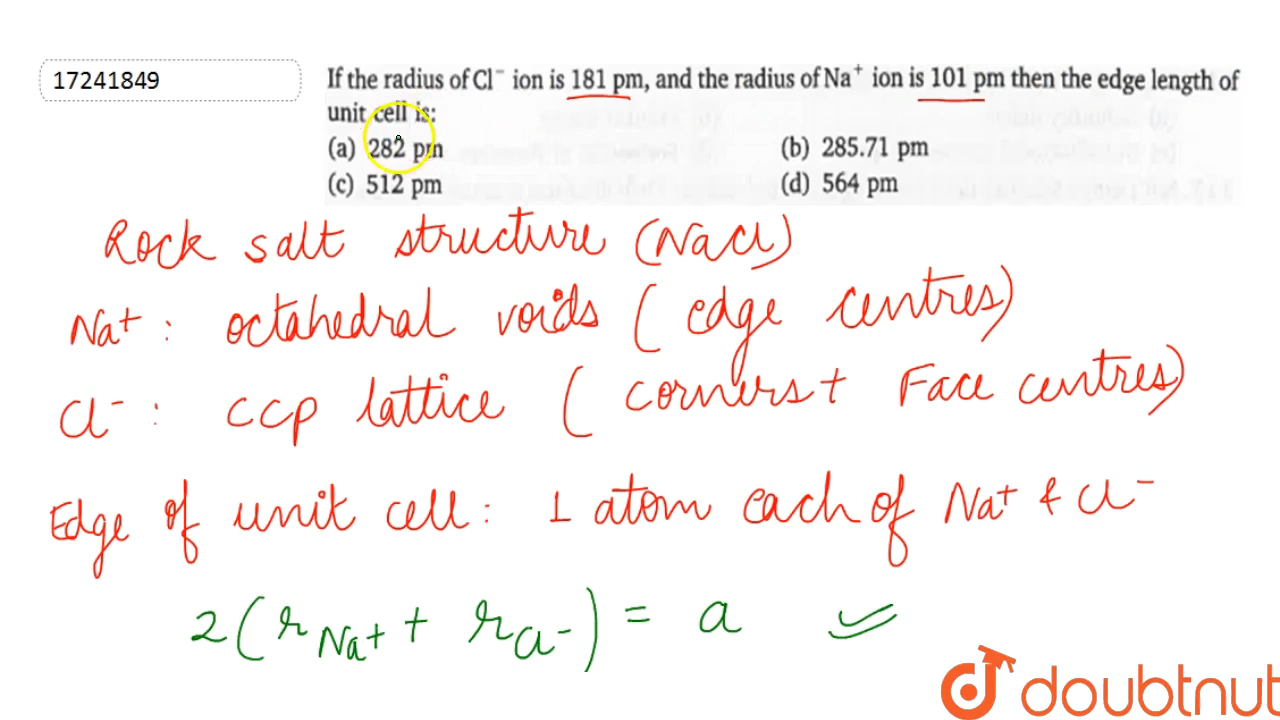 17241849
If the radius of Cl⁻ ion is 181 pm, and the radius of Na⁺ ion is 101 pm then the edge length of
unit cell is:
(a) 282 pm (b) 285.71 pm
(c) 512 pm (d) 564 pm
Rock salt structure (NaCl)
Na+ : octahedral voids ( edge centres)
Cl⁻ : CCP lattice ( corners + Face centres)
Edge of unit cell: 1 atom each of Na+ & Cl⁻
2(r Na+ + r Cl⁻) = a
doubtnut